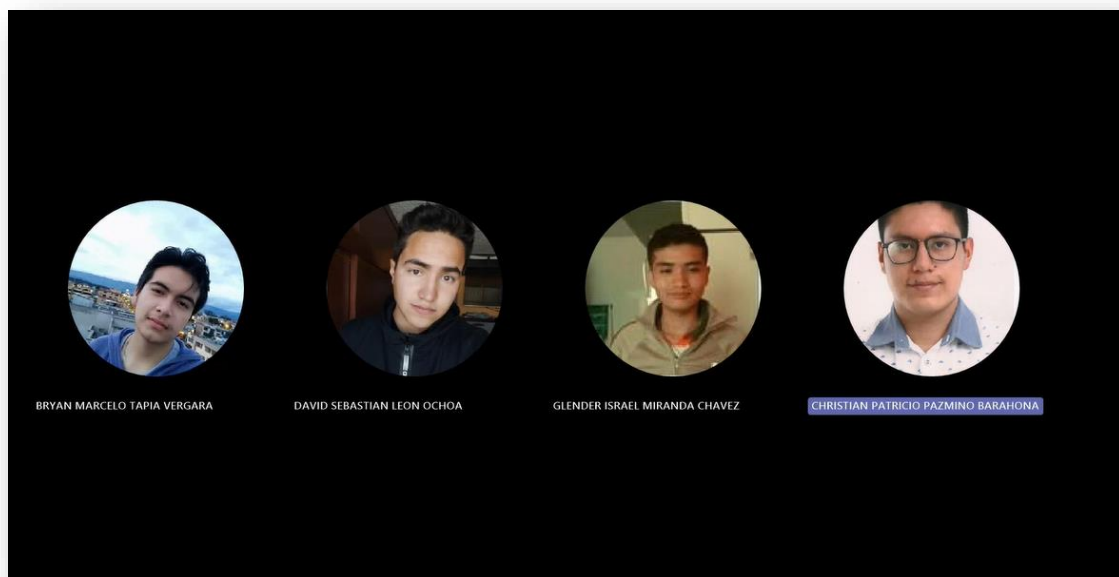 BRYAN MARCELO TAPIA VERGARA
DAVID SEBASTIAN LEON OCHOA
GLENDER ISRAEL MIRANDA CHAVEZ
CHRISTIAN PATRICIO PAZMINO BARAHONA